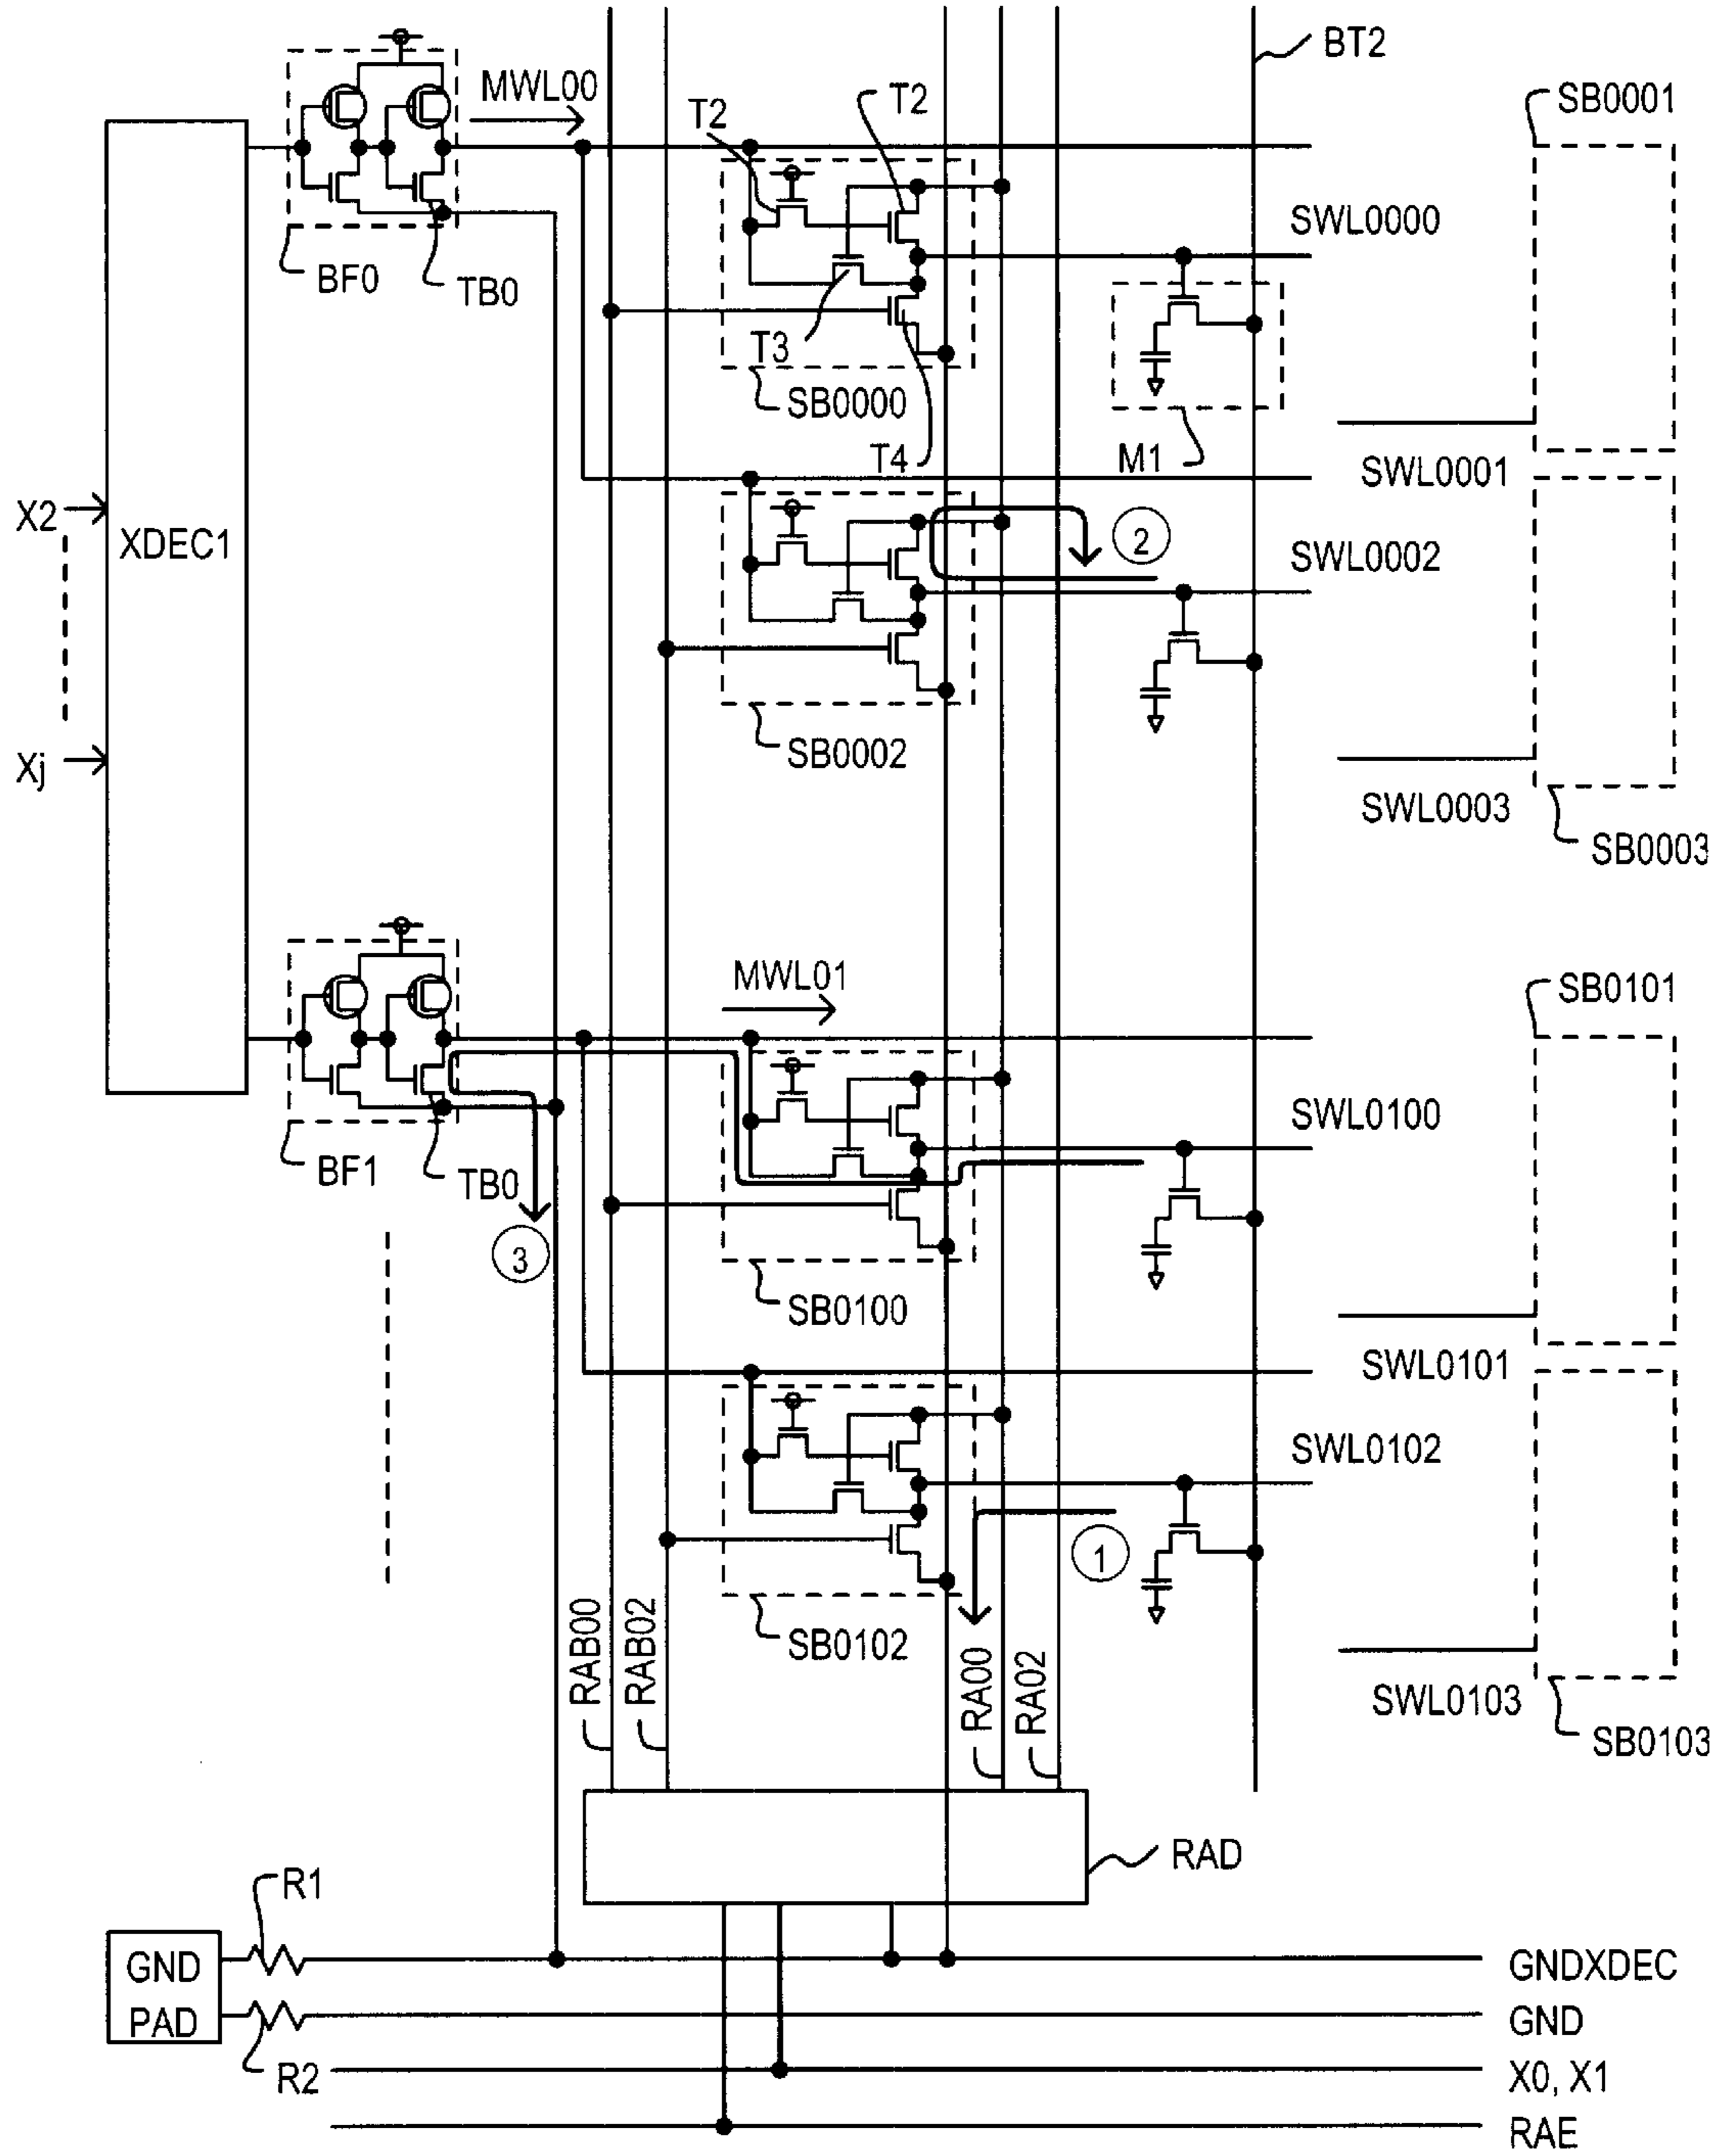 BT2
MWL00
T2
T2
SB0001
SWL0000
BF0
TB0
T3
SB0000
T4
M1
SWL0001
X2
XDEC1
2
SWL0002
SB0002
Xj
SWL0003
SB0003
MWL01
SB0101
SWL0100
BF1
TB0
3
SB0100
SWL0101
SWL0102
1
SB0102
RAB00
RAB02
RA00
RA02
SWL0103
SB0103
RAD
R1
GND
PAD
GNDXDEC
GND
R2
X0, X1
RAE